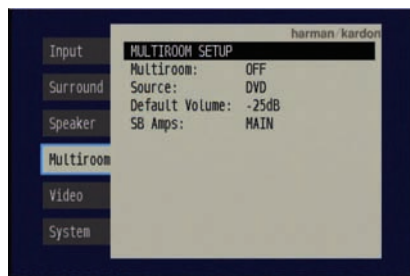 harman/kardon
Input
Surround
Speaker
Multiroom
Video
System
MULTIROOM SETUP
Multiroom: OFF
Source: DVD
Default Volume: -25dB
SB Amps: MAIN